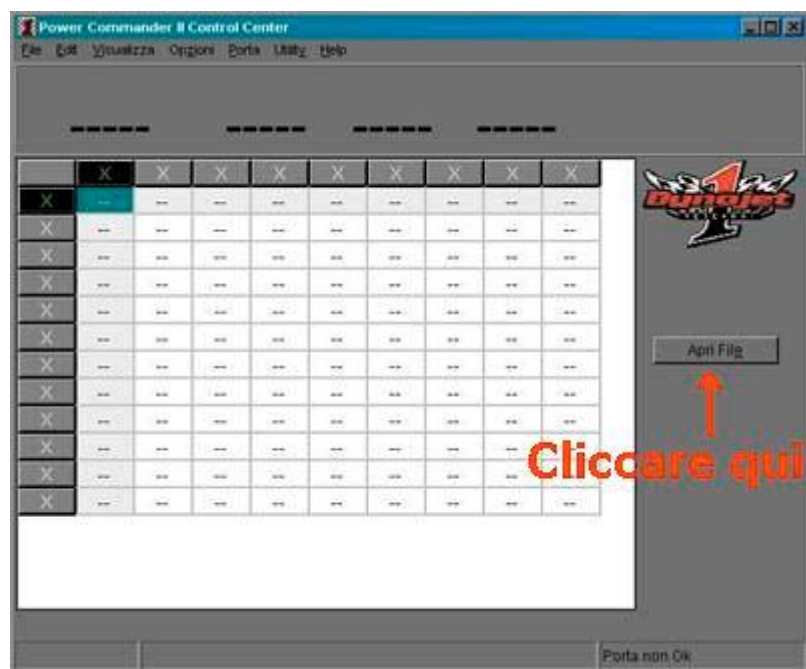 Power Commander II Control Center
File Edit Visualizza Opzioni Porta Utility Help
----- ----- ----- -----
X X X X X X X X X
X -- -- -- -- -- -- -- -- --
X -- -- -- -- -- -- -- -- --
X -- -- -- -- -- -- -- -- --
X -- -- -- -- -- -- -- -- --
X -- -- -- -- -- -- -- -- --
X -- -- -- -- -- -- -- -- --
X -- -- -- -- -- -- -- -- --
X -- -- -- -- -- -- -- -- --
X -- -- -- -- -- -- -- -- --
X -- -- -- -- -- -- -- -- --
X -- -- -- -- -- -- -- -- --
X -- -- -- -- -- -- -- -- --
Dynojet
1
Apri File
Cliccare qui
Porta non Ok